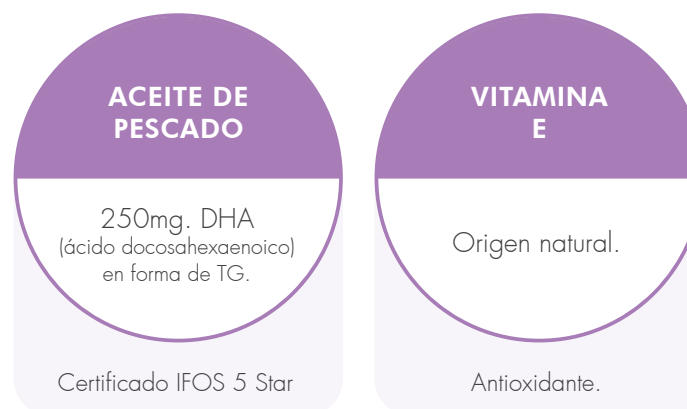 ACEITE DE
PESCADO
250mg. DHA
(ácido docosahexaenoico)
en forma de TG.
Certificado IFOS 5 Star
VITAMINA
E
Origen natural.
Antioxidante.